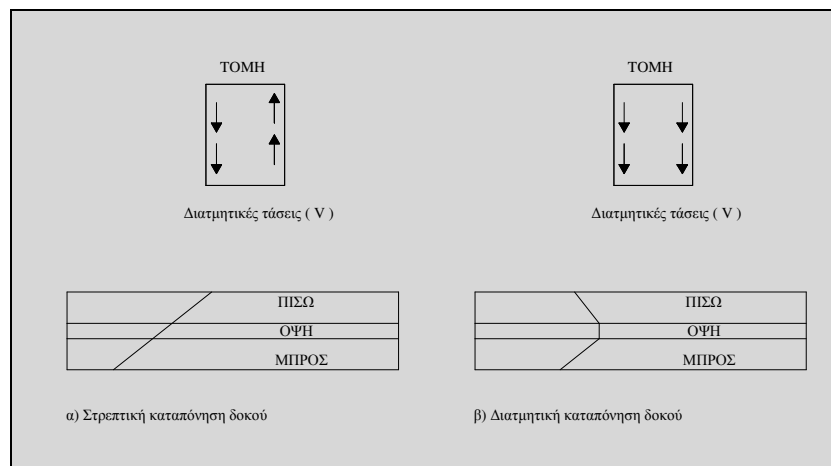 ΤΟΜΗ
ΤΟΜΗ
Διατμητικές τάσεις ( V )
Διατμητικές τάσεις ( V )
ΠΙΣΩ
ΟΨΗ
ΜΠΡΟΣ
ΠΙΣΩ
ΟΨΗ
ΜΠΡΟΣ
α) Στρεπτική καταπόνηση δοκού
β) Διατμητική καταπόνηση δοκού